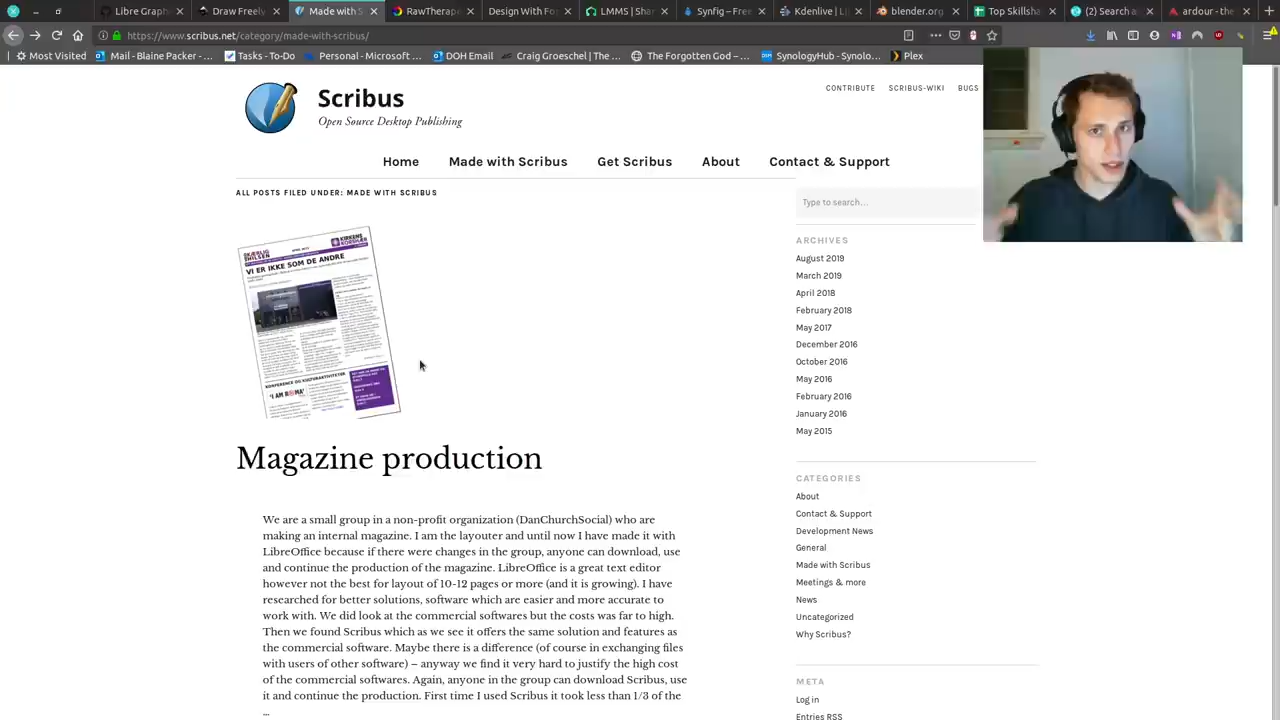 Libre Graph
Draw Freely
Made with
RawTherape
Design With Fo
LMMS | Shar
Synfig – Free
Kdenlive | Li
blender.org
Top Skillsha
(2) Search a
ardour - the
https://www.scribus.net/category/made-with-scribus/
Most Visited
Mail - Blaine Packer -…
Tasks - To-Do
Personal - Microsoft …
DOH Email
Craig Groeschel | The …
The Forgotten God – …
SynologyHub - Synolo…
Plex
Scribus
Open Source Desktop Publishing
CONTRIBUTE
SCRIBUS-WIKI
BUGS
Home
Made with Scribus
Get Scribus
About
Contact & Support
ALL POSTS FILED UNDER: MADE WITH SCRIBUS
VI ER IKKE SOM DE ANDRE
KONFERENCE OG KULTURAKTIVITETER
'I AM ROMA'
Magazine production
We are a small group in a non-profit organization (DanChurchSocial) who are
making an internal magazine. I am the layouter and until now I have made it with
LibreOffice because if there were changes in the group, anyone can download, use
and continue the production of the magazine. LibreOffice is a great text editor
however not the best for layout of 10-12 pages or more (and it is growing). I have
researched for better solutions, software which are easier and more accurate to
work with. We did look at the commercial softwares but the costs was far to high.
Then we found Scribus which as we see it offers the same solution and features as
the commercial software. Maybe there is a difference (of course in exchanging files
with users of other software) – anyway we find it very hard to justify the high cost
of the commercial softwares. Again, anyone in the group can download Scribus, use
it and continue the production. First time I used Scribus it took less than 1/3 of the
…
Type to search…
ARCHIVES
August 2019
March 2019
April 2018
February 2018
May 2017
December 2016
October 2016
May 2016
February 2016
January 2016
May 2015
CATEGORIES
About
Contact & Support
Development News
General
Made with Scribus
Meetings & more
News
Uncategorized
Why Scribus?
META
Log in
Entries RSS